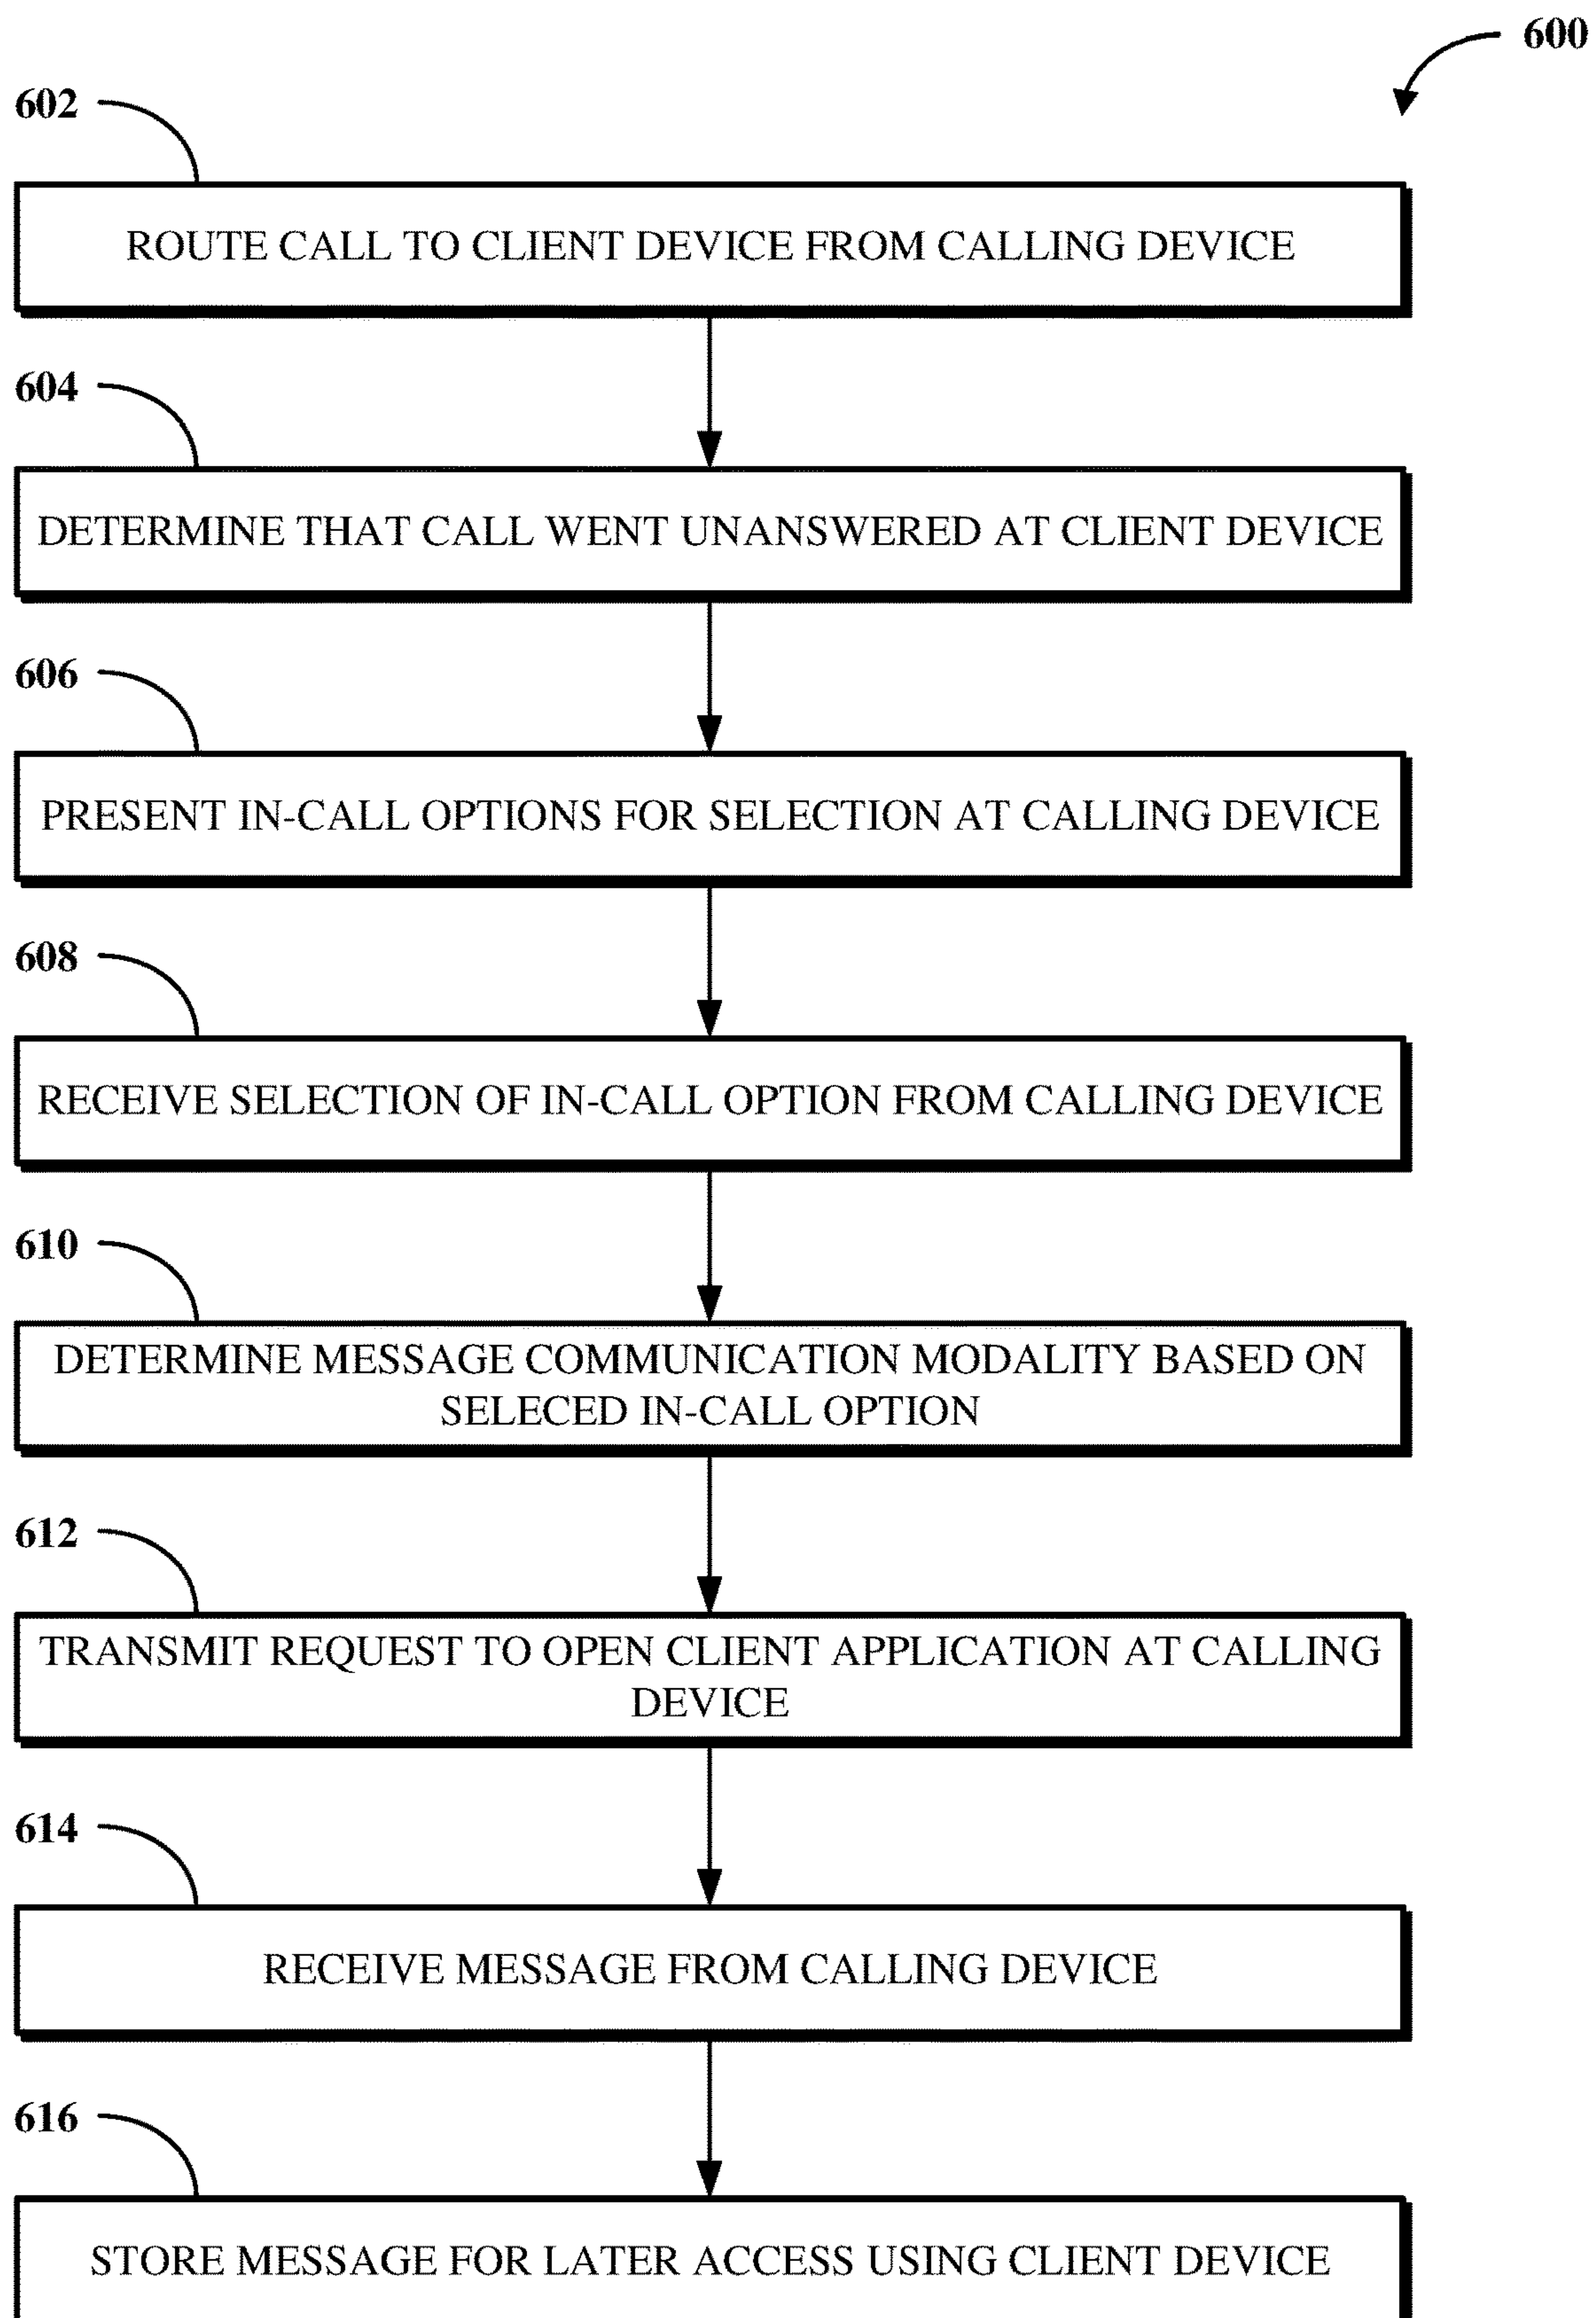 600
602
ROUTE CALL TO CLIENT DEVICE FROM CALLING DEVICE
604
DETERMINE THAT CALL WENT UNANSWERED AT CLIENT DEVICE
606
PRESENT IN-CALL OPTIONS FOR SELECTION AT CALLING DEVICE
608
RECEIVE SELECTION OF IN-CALL OPTION FROM CALLING DEVICE
610
DETERMINE MESSAGE COMMUNICATION MODALITY BASED ON
SELECED IN-CALL OPTION
612
TRANSMIT REQUEST TO OPEN CLIENT APPLICATION AT CALLING
DEVICE
614
RECEIVE MESSAGE FROM CALLING DEVICE
616
STORE MESSAGE FOR LATER ACCESS USING CLIENT DEVICE